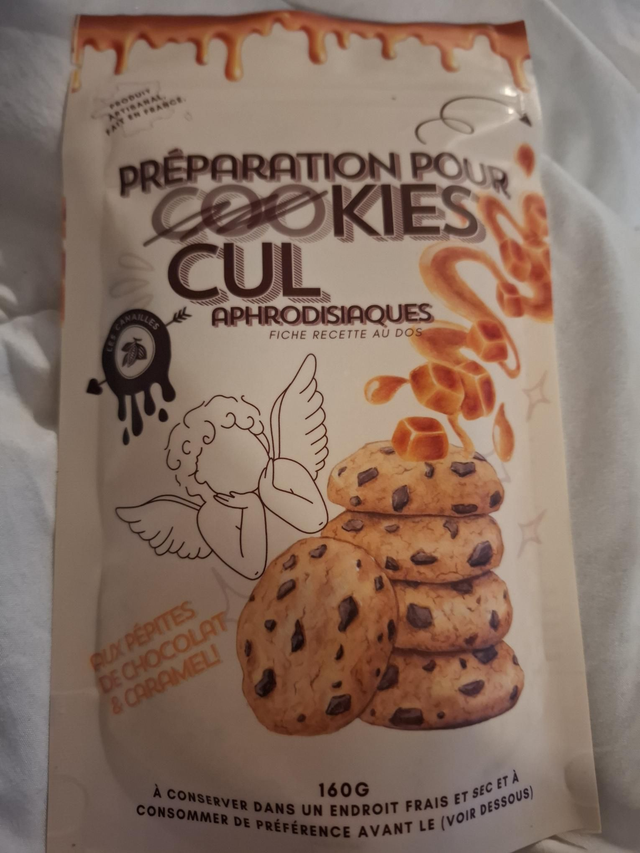 PRODUIT
ARTISANAL
FAIT EN FRANCE.
PRÉPARATION POUR
COOKIES
CUL
APHRODISIAQUES
FICHE RECETTE AU DOS
LES CANAILLES
AUX PÉPITES
DE CHOCOLAT
& CARAMEL!
160G
À CONSERVER DANS UN ENDROIT FRAIS ET SEC ET À
CONSOMMER DE PRÉFÉRENCE AVANT LE (VOIR DESSOUS)